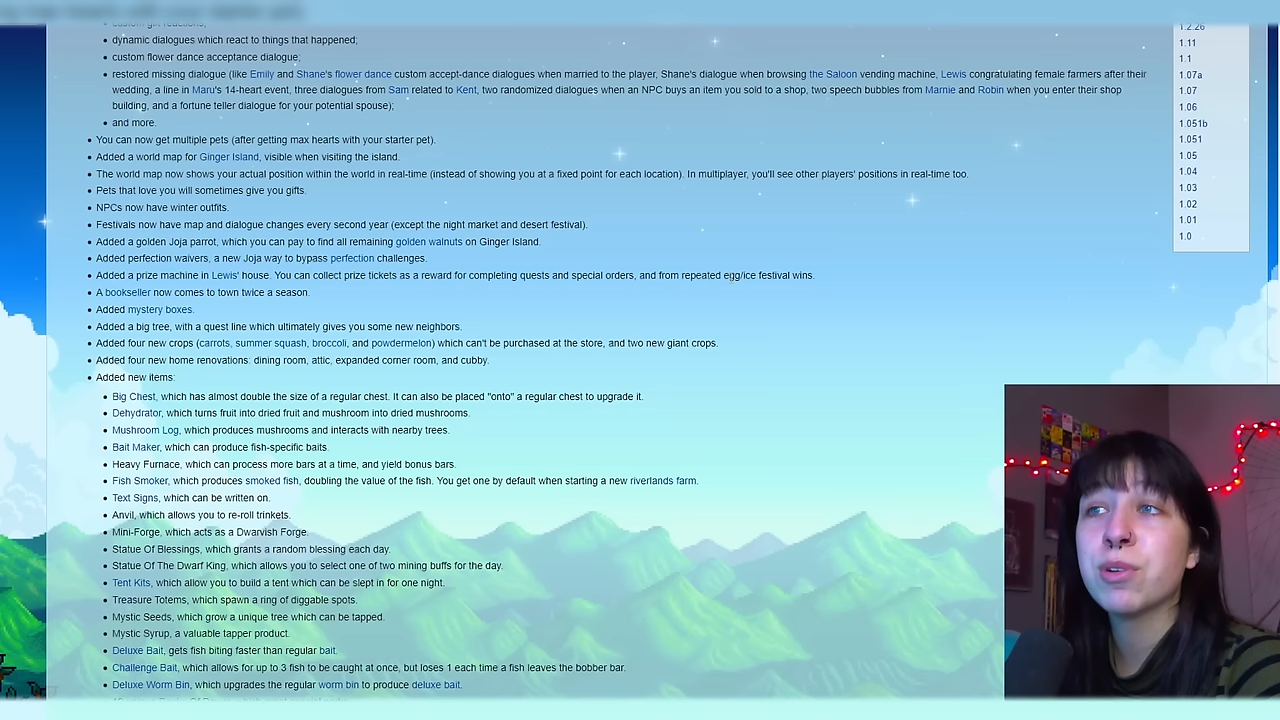 custom gift reactions;
1.2.26
dynamic dialogues which react to things that happened;
1.11
custom flower dance acceptance dialogue;
1.1
restored missing dialogue (like Emily and Shane's flower dance custom accept-dance dialogues when married to the player, Shane's dialogue when browsing the Saloon vending machine, Lewis congratulating female farmers after their
1.07a
wedding, a line in Maru's 14-heart event, three dialogues from Sam related to Kent, two randomized dialogues when an NPC buys an item you sold to a shop, two speech bubbles from Marnie and Robin when you enter their shop
1.07
building, and a fortune teller dialogue for your potential spouse);
1.06
and more.
1.051b
You can now get multiple pets (after getting max hearts with your starter pet).
1.051
Added a world map for Ginger Island, visible when visiting the island.
1.05
The world map now shows your actual position within the world in real-time (instead of showing you at a fixed point for each location). In multiplayer, you'll see other players' positions in real-time too.
1.04
Pets that love you will sometimes give you gifts.
1.03
NPCs now have winter outfits.
1.02
Festivals now have map and dialogue changes every second year (except the night market and desert festival).
1.01
Added a golden Joja parrot, which you can pay to find all remaining golden walnuts on Ginger Island.
1.0
Added perfection waivers, a new Joja way to bypass perfection challenges.
Added a prize machine in Lewis' house. You can collect prize tickets as a reward for completing quests and special orders, and from repeated egg/ice festival wins.
A bookseller now comes to town twice a season.
Added mystery boxes.
Added a big tree, with a quest line which ultimately gives you some new neighbors.
Added four new crops (carrots, summer squash, broccoli, and powdermelon) which can't be purchased at the store, and two new giant crops.
Added four new home renovations: dining room, attic, expanded corner room, and cubby.
Added new items:
Big Chest, which has almost double the size of a regular chest. It can also be placed "onto" a regular chest to upgrade it.
Dehydrator, which turns fruit into dried fruit and mushroom into dried mushrooms.
Mushroom Log, which produces mushrooms and interacts with nearby trees.
Bait Maker, which can produce fish-specific baits.
Heavy Furnace, which can process more bars at a time, and yield bonus bars.
Fish Smoker, which produces smoked fish, doubling the value of the fish. You get one by default when starting a new riverlands farm.
Text Signs, which can be written on.
Anvil, which allows you to re-roll trinkets.
Mini-Forge, which acts as a Dwarvish Forge.
Statue Of Blessings, which grants a random blessing each day.
Statue Of The Dwarf King, which allows you to select one of two mining buffs for the day.
Tent Kits, which allow you to build a tent which can be slept in for one night.
Treasure Totems, which spawn a ring of diggable spots.
Mystic Seeds, which grow a unique tree which can be tapped.
Mystic Syrup, a valuable tapper product.
Deluxe Bait, gets fish biting faster than regular bait.
Challenge Bait, which allows for up to 3 fish to be caught at once, but loses 1 each time a fish leaves the bobber bar.
Deluxe Worm Bin, which upgrades the regular worm bin to produce deluxe bait.